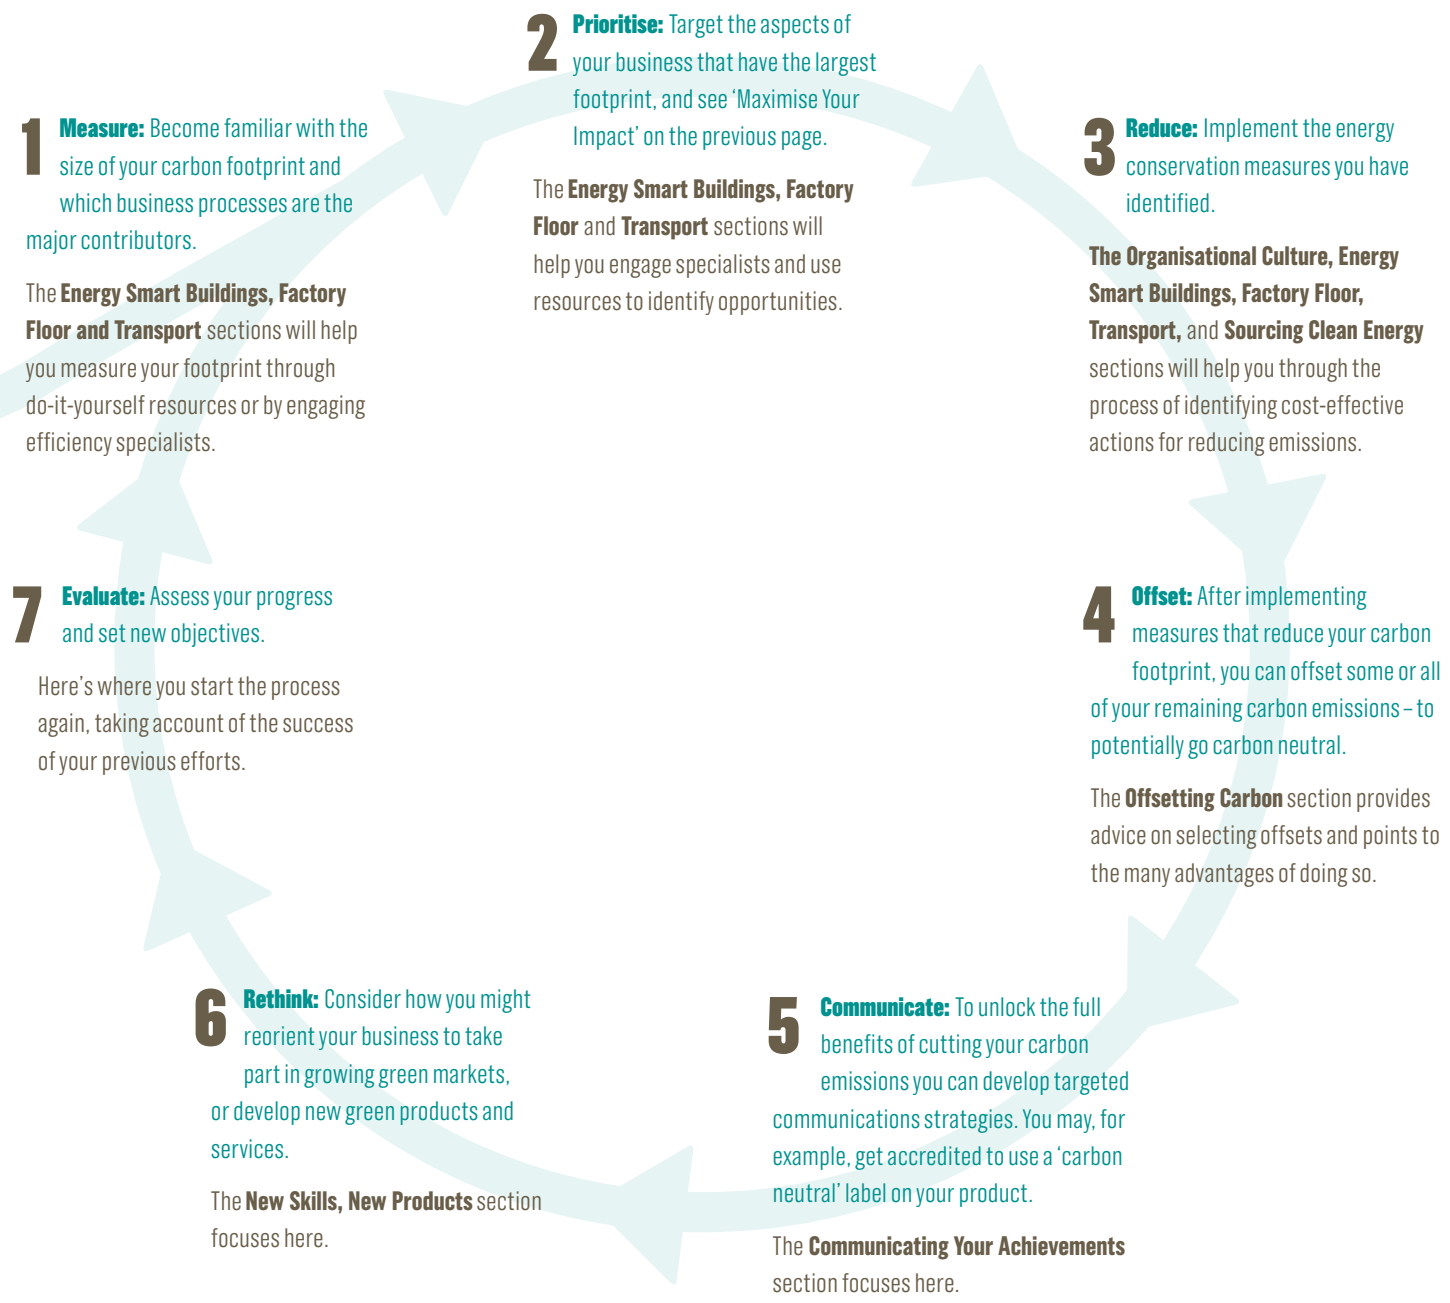 1 Measure: Become familiar with the
size of your carbon footprint and
which business processes are the
major contributors.
The Energy Smart Buildings, Factory
Floor and Transport sections will help
you measure your footprint through
do-it-yourself resources or by engaging
efficiency specialists.
2 Prioritise: Target the aspects of
your business that have the largest
footprint, and see ‘Maximise Your
Impact’ on the previous page.
The Energy Smart Buildings, Factory
Floor and Transport sections will
help you engage specialists and use
resources to identify opportunities.
3 Reduce: Implement the energy
conservation measures you have
identified.
The Organisational Culture, Energy
Smart Buildings, Factory Floor,
Transport, and Sourcing Clean Energy
sections will help you through the
process of identifying cost-effective
actions for reducing emissions.
4 Offset: After implementing
measures that reduce your carbon
footprint, you can offset some or all
of your remaining carbon emissions – to
potentially go carbon neutral.
The Offsetting Carbon section provides
advice on selecting offsets and points to
the many advantages of doing so.
5 Communicate: To unlock the full
benefits of cutting your carbon
emissions you can develop targeted
communications strategies. You may, for
example, get accredited to use a ‘carbon
neutral’ label on your product.
The Communicating Your Achievements
section focuses here.
6 Rethink: Consider how you might
reorient your business to take
part in growing green markets,
or develop new green products and
services.
The New Skills, New Products section
focuses here.
7 Evaluate: Assess your progress
and set new objectives.
Here’s where you start the process
again, taking account of the success
of your previous efforts.